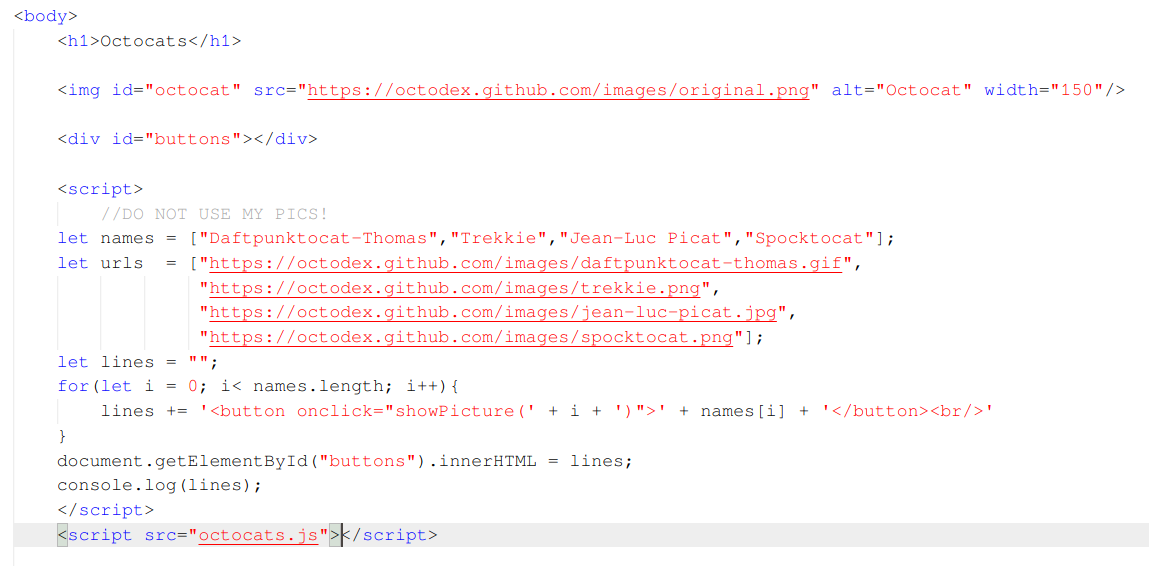 <body>
<h1>Octocats</h1>
<img id="octocat" src="https://octodex.github.com/images/original.png" alt="Octocat" width="150"/>
<div id="buttons"></div>
<script>
//DO NOT USE MY PICS!
let names = ["Daftpunktocat-Thomas","Trekkie","Jean-Luc Picat","Spocktocat"];
let urls  = ["https://octodex.github.com/images/daftpunktocat-thomas.gif",
"https://octodex.github.com/images/trekkie.png",
"https://octodex.github.com/images/jean-luc-picat.jpg",
"https://octodex.github.com/images/spocktocat.png"];
let lines = "";
for(let i = 0; i< names.length; i++){
lines += '<button onclick="showPicture(' + i + ')">' + names[i] + '</button><br/>'
}
document.getElementById("buttons").innerHTML = lines;
console.log(lines);
</script>
<script src="octocats.js"></script>